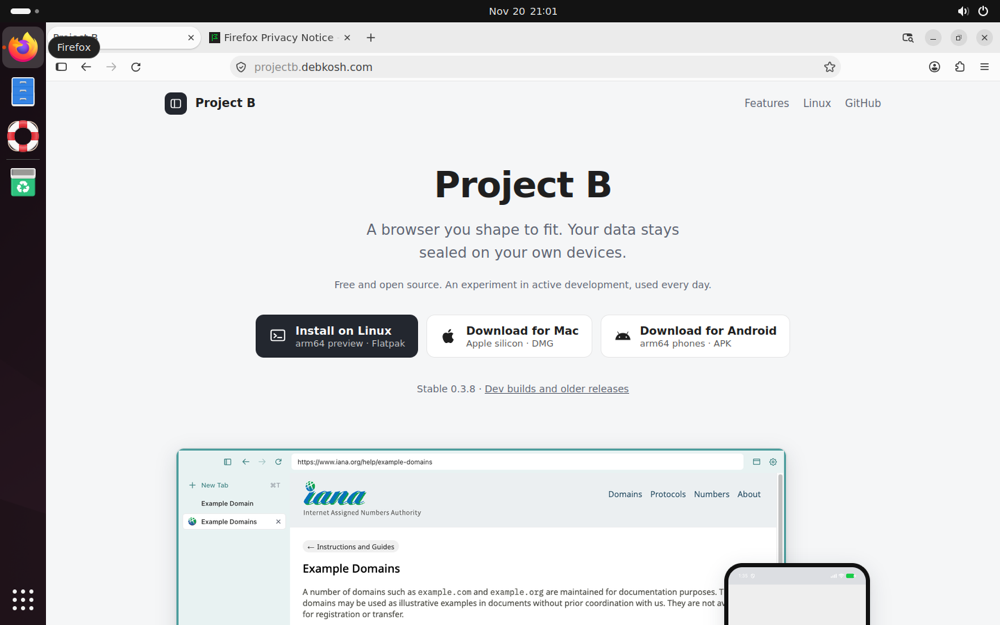 Nov 20 21:01
Firefox
Firefox Privacy Notice
projectb.debkosh.com
Project B
Features
Linux
GitHub
Project B
A browser you shape to fit. Your data stays
sealed on your own devices.
Free and open source. An experiment in active development, used every day.
Install on Linux
arm64 preview · Flatpak
Download for Mac
Apple silicon · DMG
Download for Android
arm64 phones · APK
Stable 0.3.8 · Dev builds and older releases
https://www.iana.org/help/example-domains
New Tab
⌘T
Example Domain
Example Domains
iana
Internet Assigned Numbers Authority
Domains
Protocols
Numbers
About
← Instructions and Guides
Example Domains
A number of domains such as example.com and example.org are maintained for documentation purposes.
domains may be used as illustrative examples in documents without prior coordination with us. They are not
for registration or transfer.